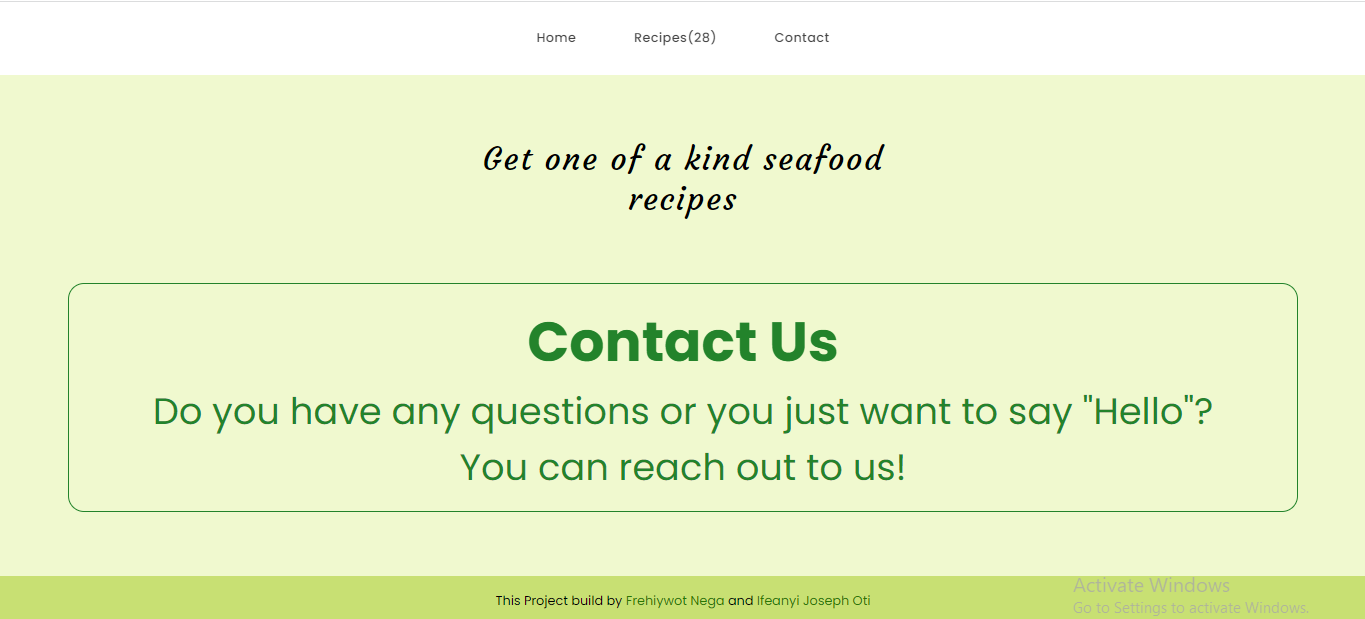 Home Recipes(28) Contact
Get one of a kind seafood
recipes
Contact Us
Do you have any questions or you just want to say "Hello"?
You can reach out to us!
This Project build by Frehiywot Nega and Ifeanyi Joseph Oti
Activate Windows
Go to Settings to activate Windows.